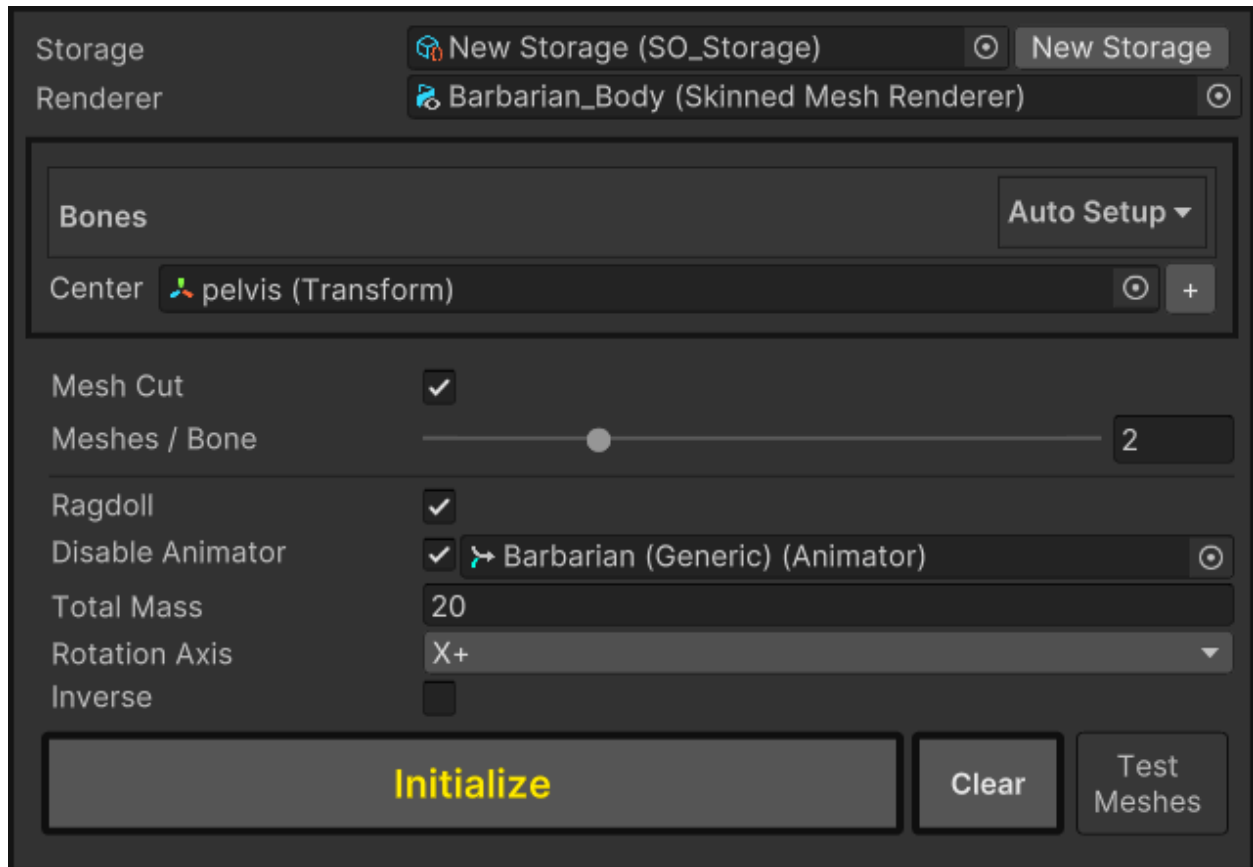 Storage New Storage (SO_Storage) New Storage
Renderer Barbarian_Body (Skinned Mesh Renderer)
Bones Auto Setup
Center pelvis (Transform) +
Mesh Cut
Meshes / Bone 2
Ragdoll
Disable Animator Barbarian (Generic) (Animator)
Total Mass 20
Rotation Axis X+
Inverse
Initialize Clear Test
Meshes